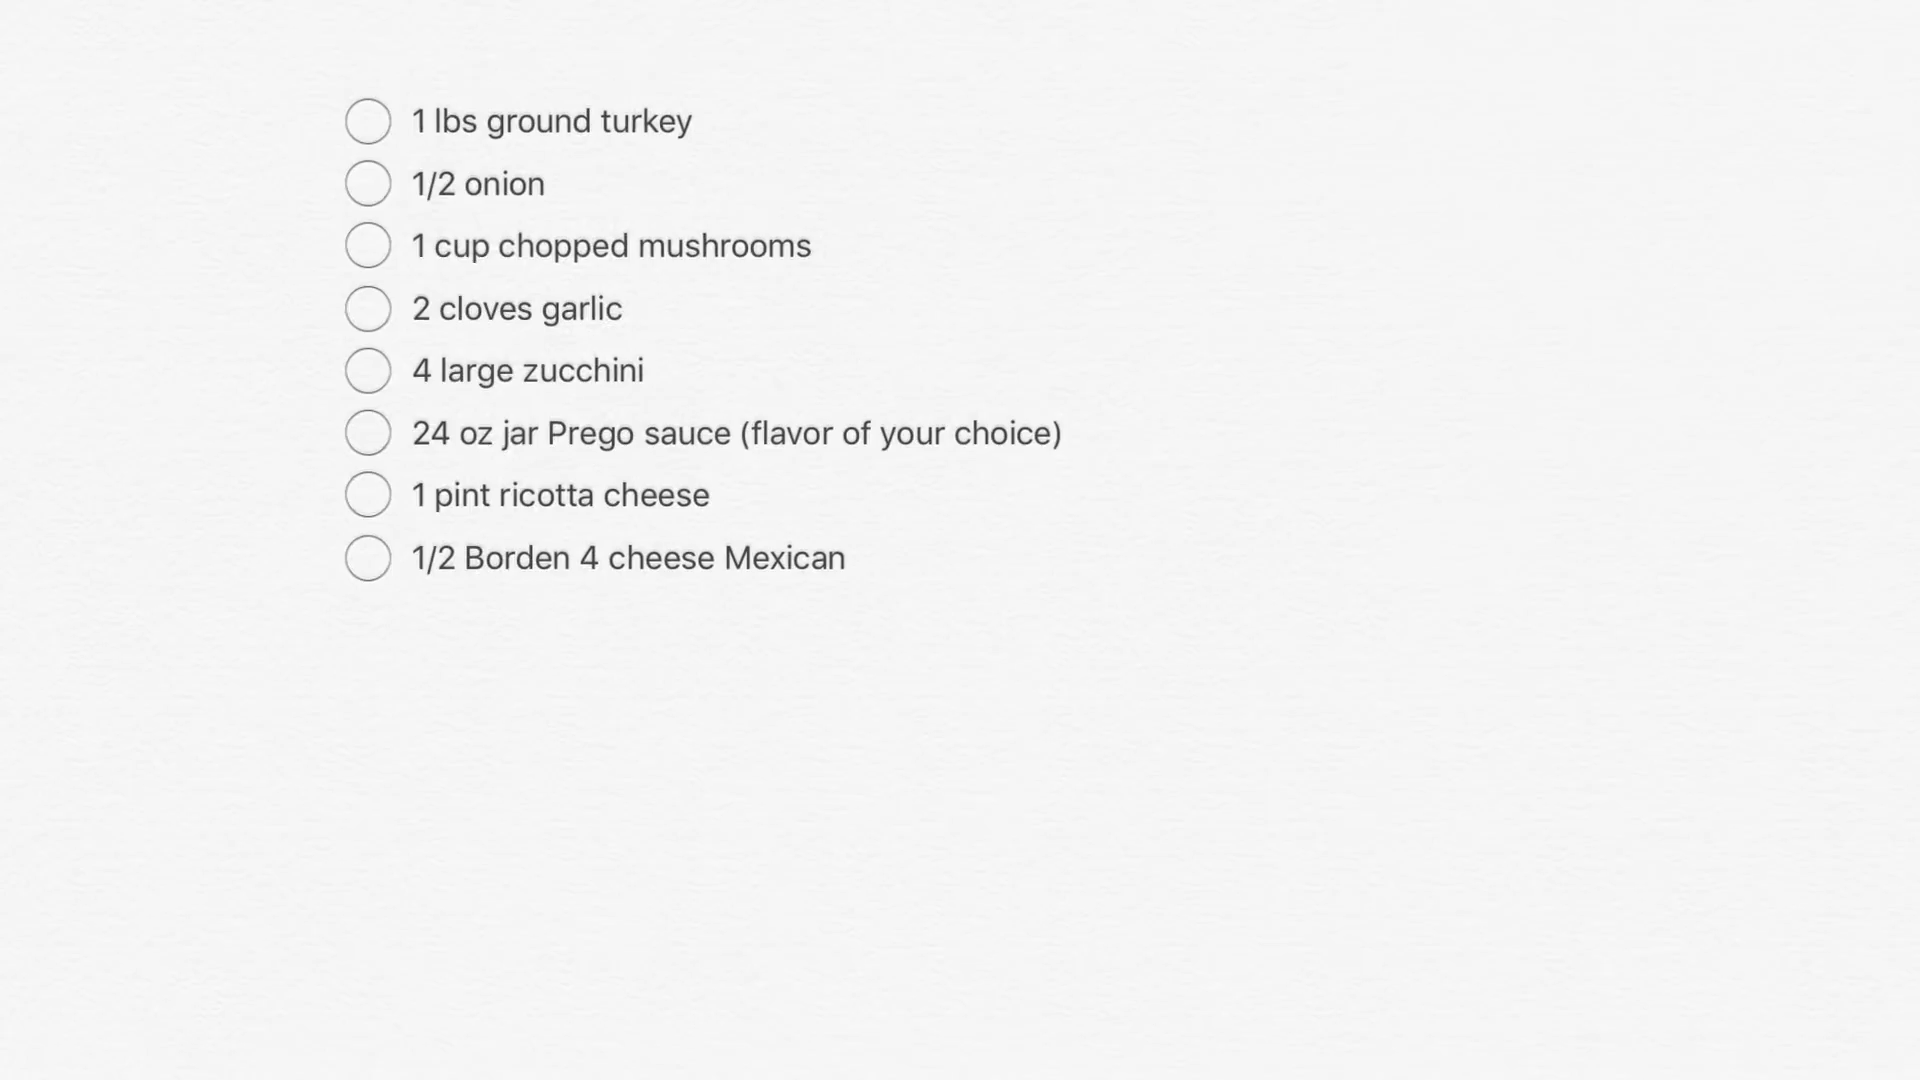 1 lbs ground turkey
1/2 onion
1 cup chopped mushrooms
2 cloves garlic
4 large zucchini
24 oz jar Prego sauce (flavor of your choice)
1 pint ricotta cheese
1/2 Borden 4 cheese Mexican